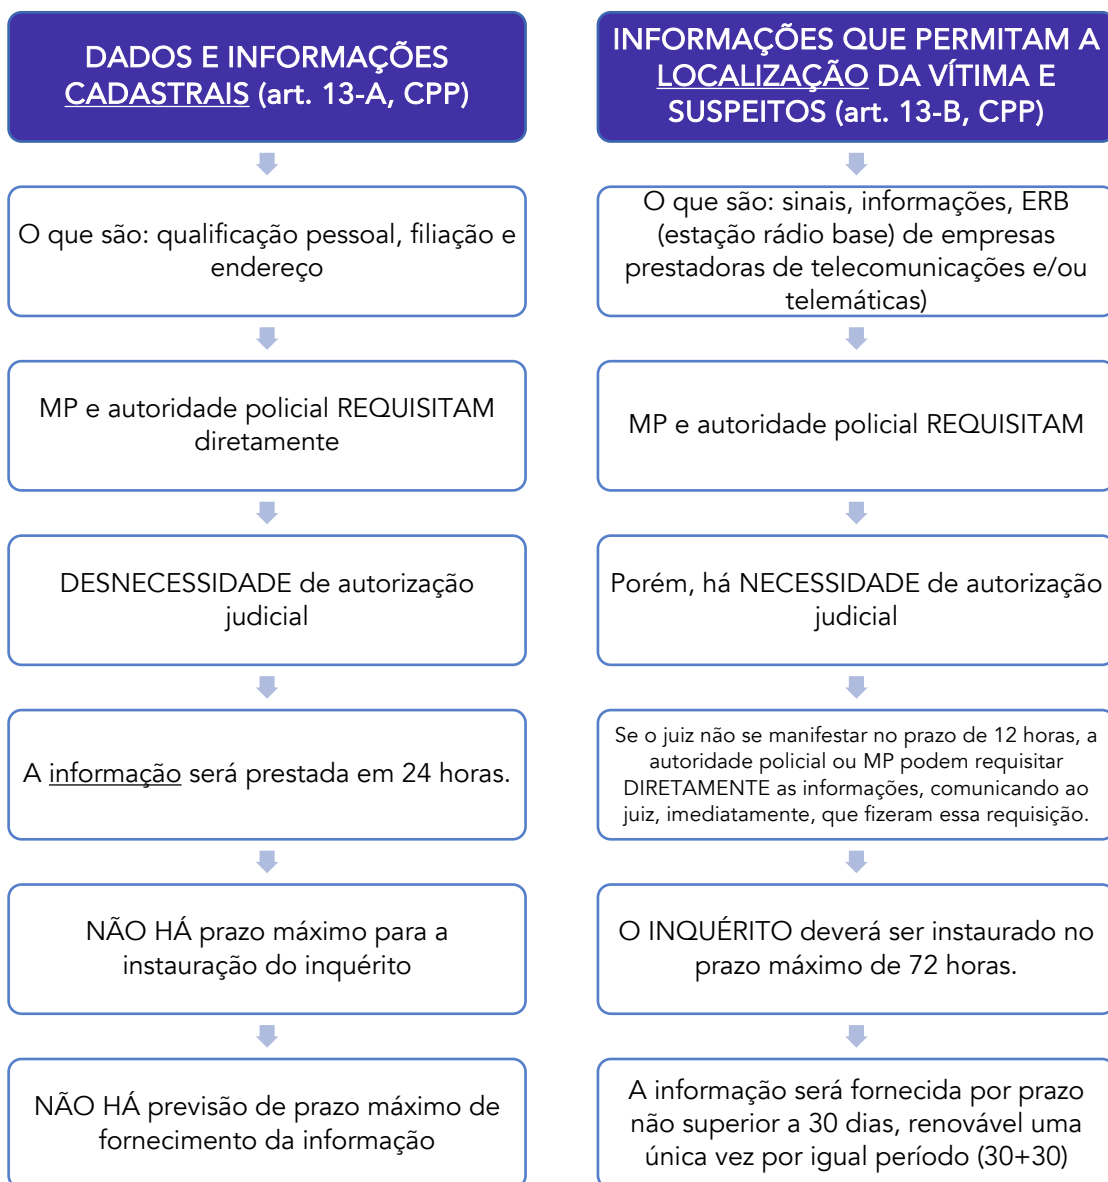 DADOS E INFORMAÇÕES
CADASTRAIS (art. 13-A, CPP)
O que são: qualificação pessoal, filiação e
endereço
MP e autoridade policial REQUISITAM
diretamente
DESNECESSIDADE de autorização
judicial
A informação será prestada em 24 horas.
NÃO HÁ prazo máximo para a
instauração do inquérito
NÃO HÁ previsão de prazo máximo de
fornecimento da informação
INFORMAÇÕES QUE PERMITAM A
LOCALIZAÇÃO DA VÍTIMA E
SUSPEITOS (art. 13-B, CPP)
O que são: sinais, informações, ERB
(estação rádio base) de empresas
prestadoras de telecomunicações e/ou
telemáticas)
MP e autoridade policial REQUISITAM
Porém, há NECESSIDADE de autorização
judicial
Se o juiz não se manifestar no prazo de 12 horas, a
autoridade policial ou MP podem requisitar
DIRETAMENTE as informações, comunicando ao
juiz, imediatamente, que fizeram essa requisição.
O INQUÉRITO deverá ser instaurado no
prazo máximo de 72 horas.
A informação será fornecida por prazo
não superior a 30 dias, renovável uma
única vez por igual período (30+30)